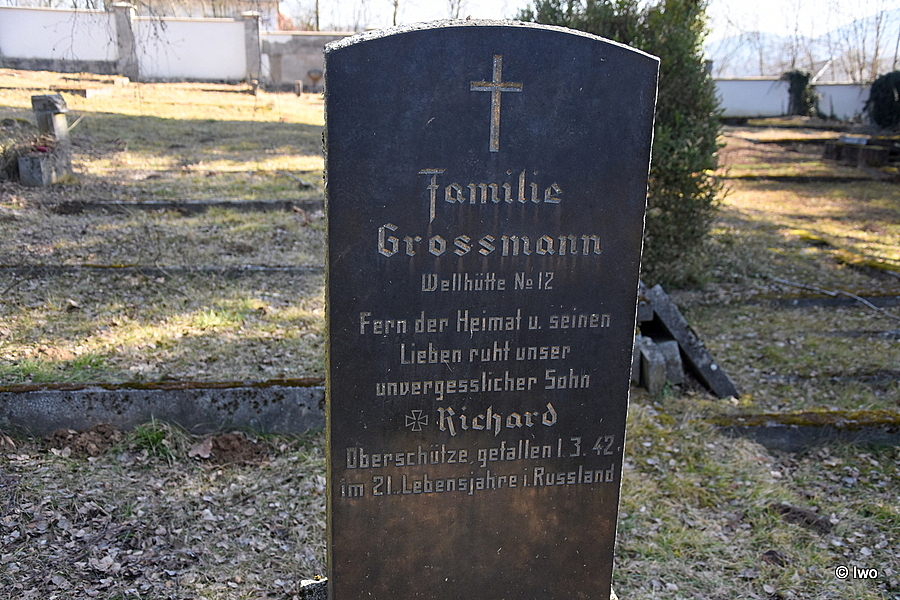 Familie
Grossmann
Wellhütte No 12
Fern der Heimat u. seinen
Lieben ruht unser
unvergesslicher Sohn
Richard
Oberschütze, gefallen 1. 3. 42.
im 21. Lebensjahre i. Russland
© Iwo